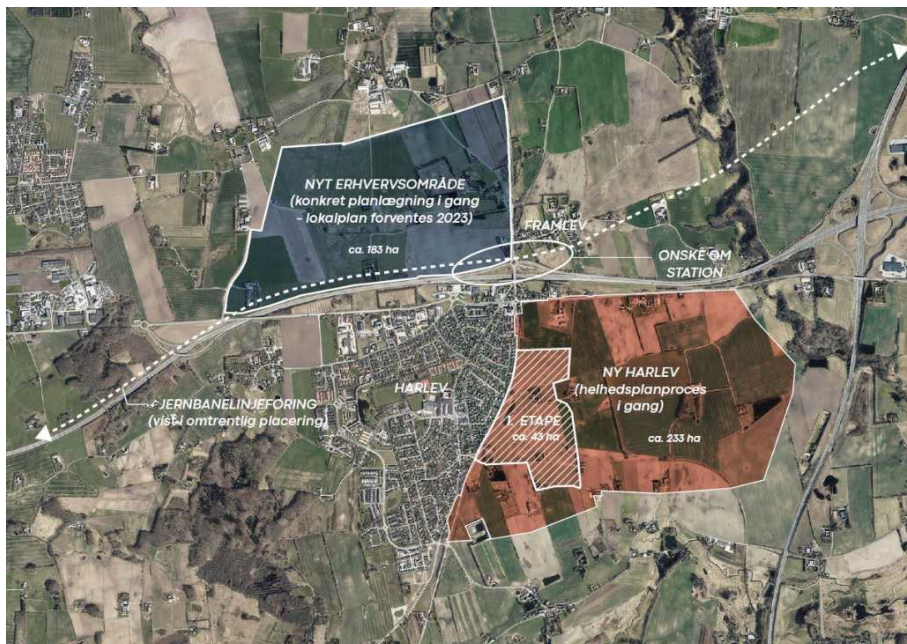 NYT ERHVERVSOMRÅDE
(konkret planlægning i gang
- lokalplan forventes 2023)
ca. 183 ha
FRAMLEV
ONSKE OM
STATION
HARLEV
1. ETAPE
ca. 43 ha
NY HARLEV
(helhedsplanproces
i gang)
ca. 233 ha
JERNBANELINJEFØRING
(vist i omtrentlig placering)